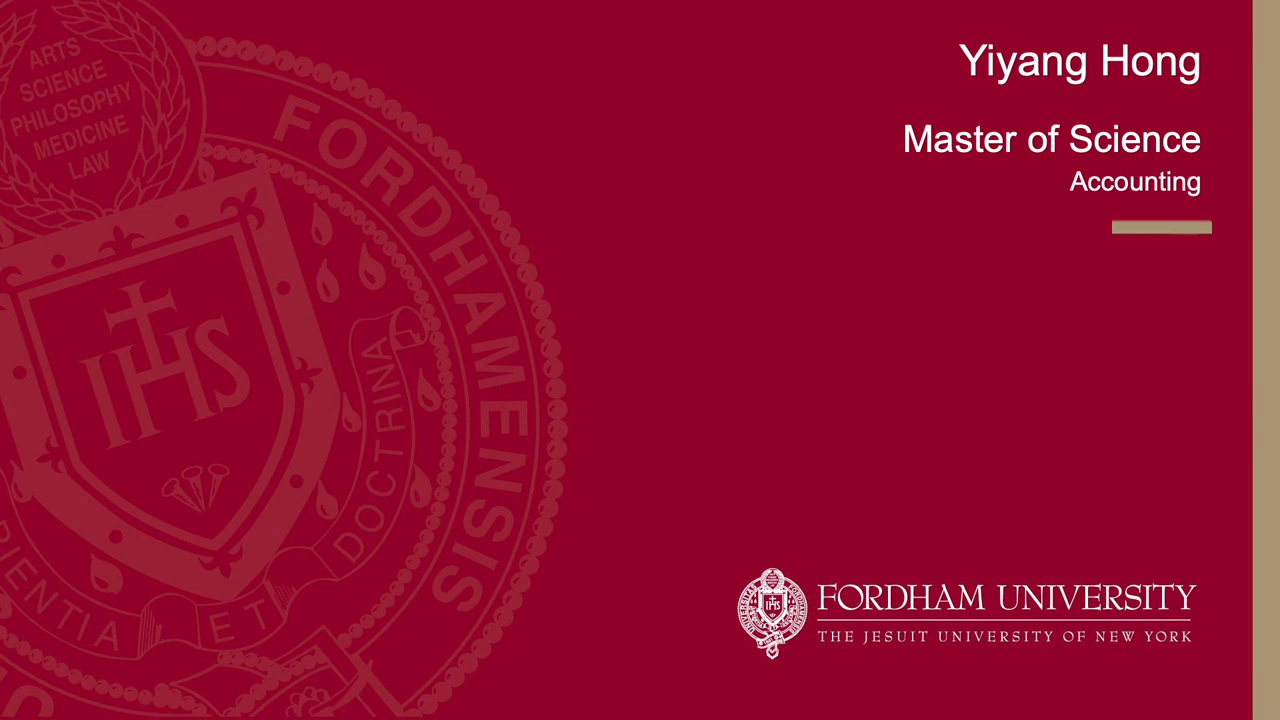 Yiyang Hong
Master of Science
Accounting
ARTS
SCIENCE
PHILOSOPHY
MEDICINE
LAW
FORDHAMENSIS
IHS
DOCTRINA
ET
FORDHAM UNIVERSITY
THE JESUIT UNIVERSITY OF NEW YORK